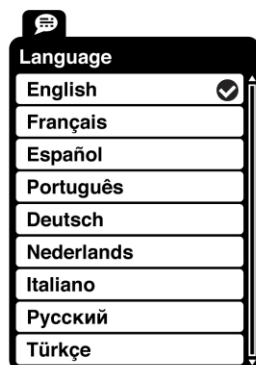 Language
English
Français
Español
Português
Deutsch
Nederlands
Italiano
Русский
Türkçe